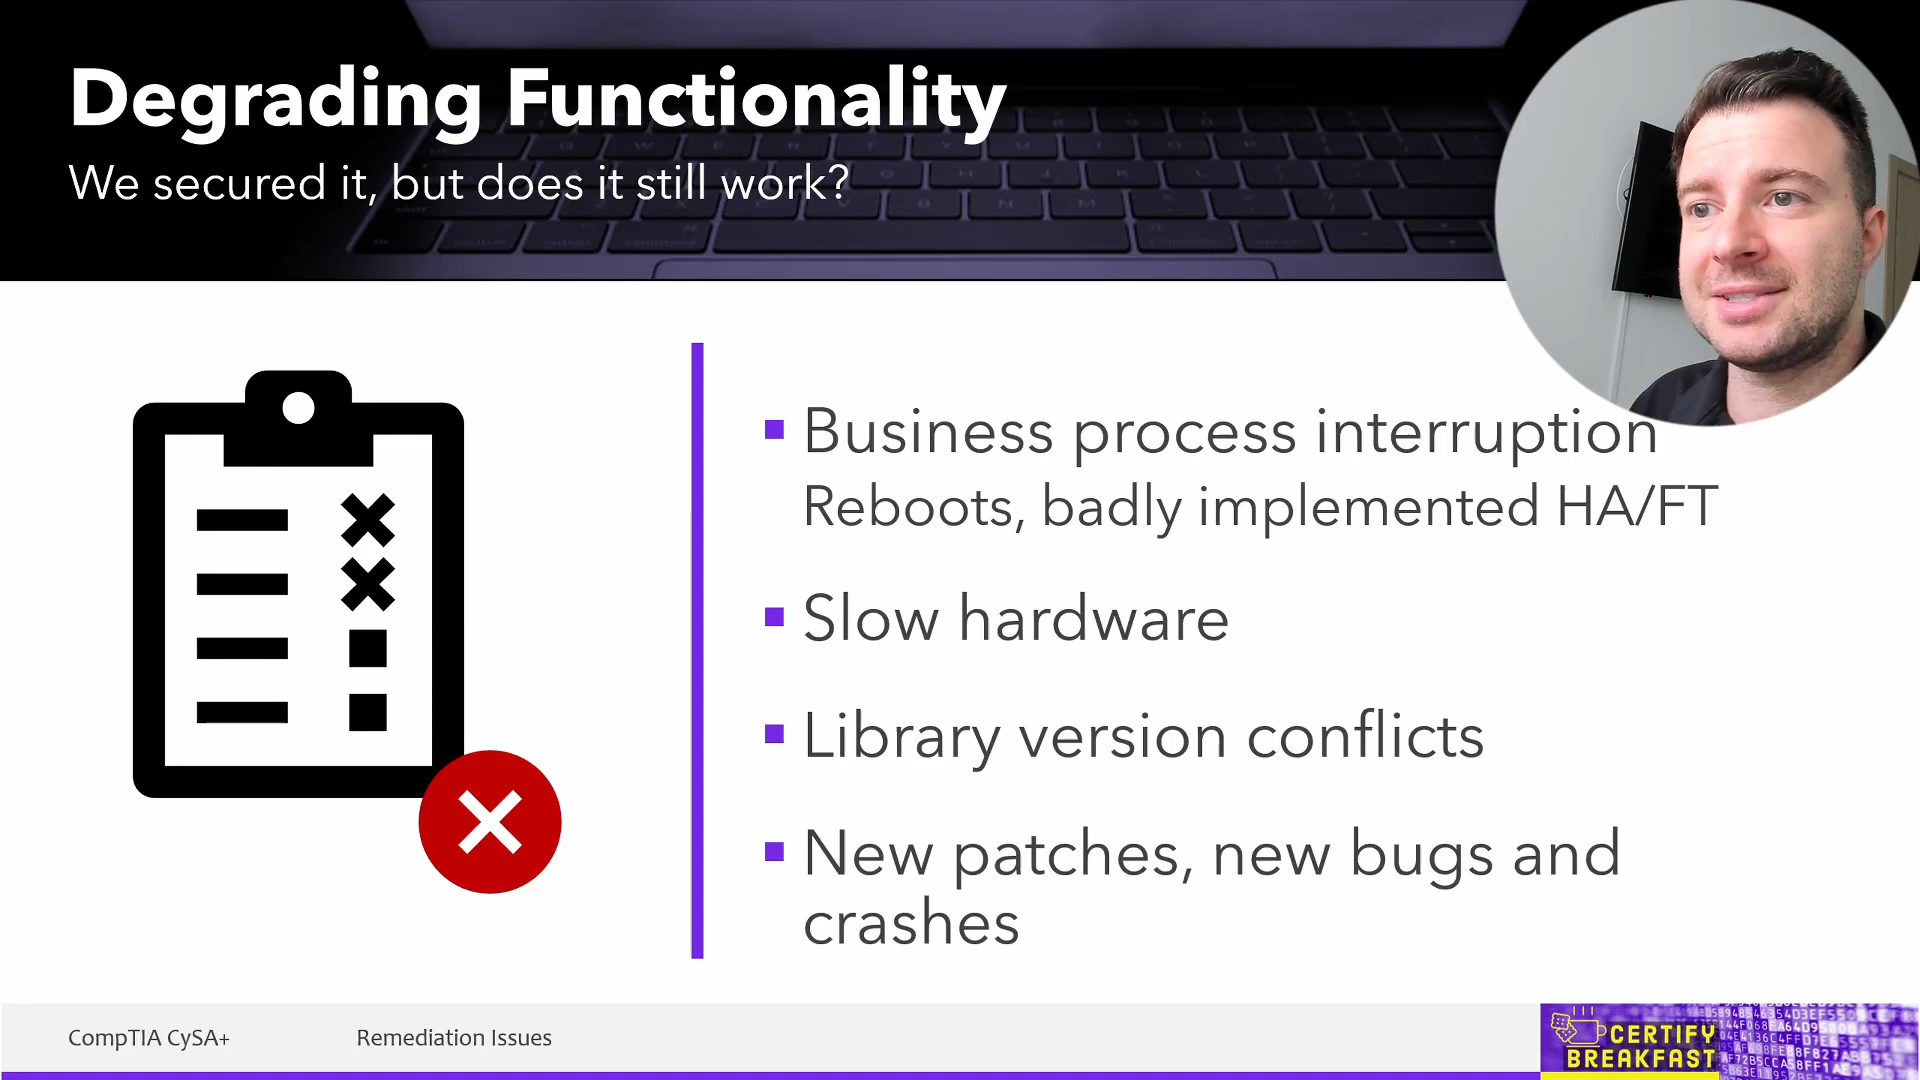 Degrading Functionality
We secured it, but does it still work?
Business process interruption
Reboots, badly implemented HA/FT
Slow hardware
Library version conflicts
New patches, new bugs and
crashes
CompTIA CySA+
Remediation Issues
CERTIFY
BREAKFAST